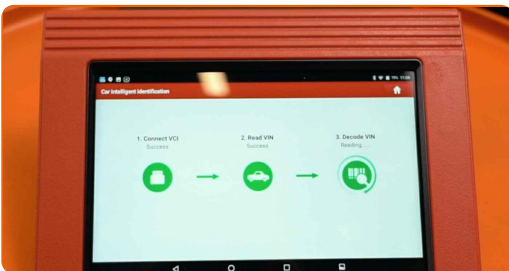 Car intelligent identification
1. Connect VCI
Success
2. Read VIN
Success
3. Decode VIN
Reading....